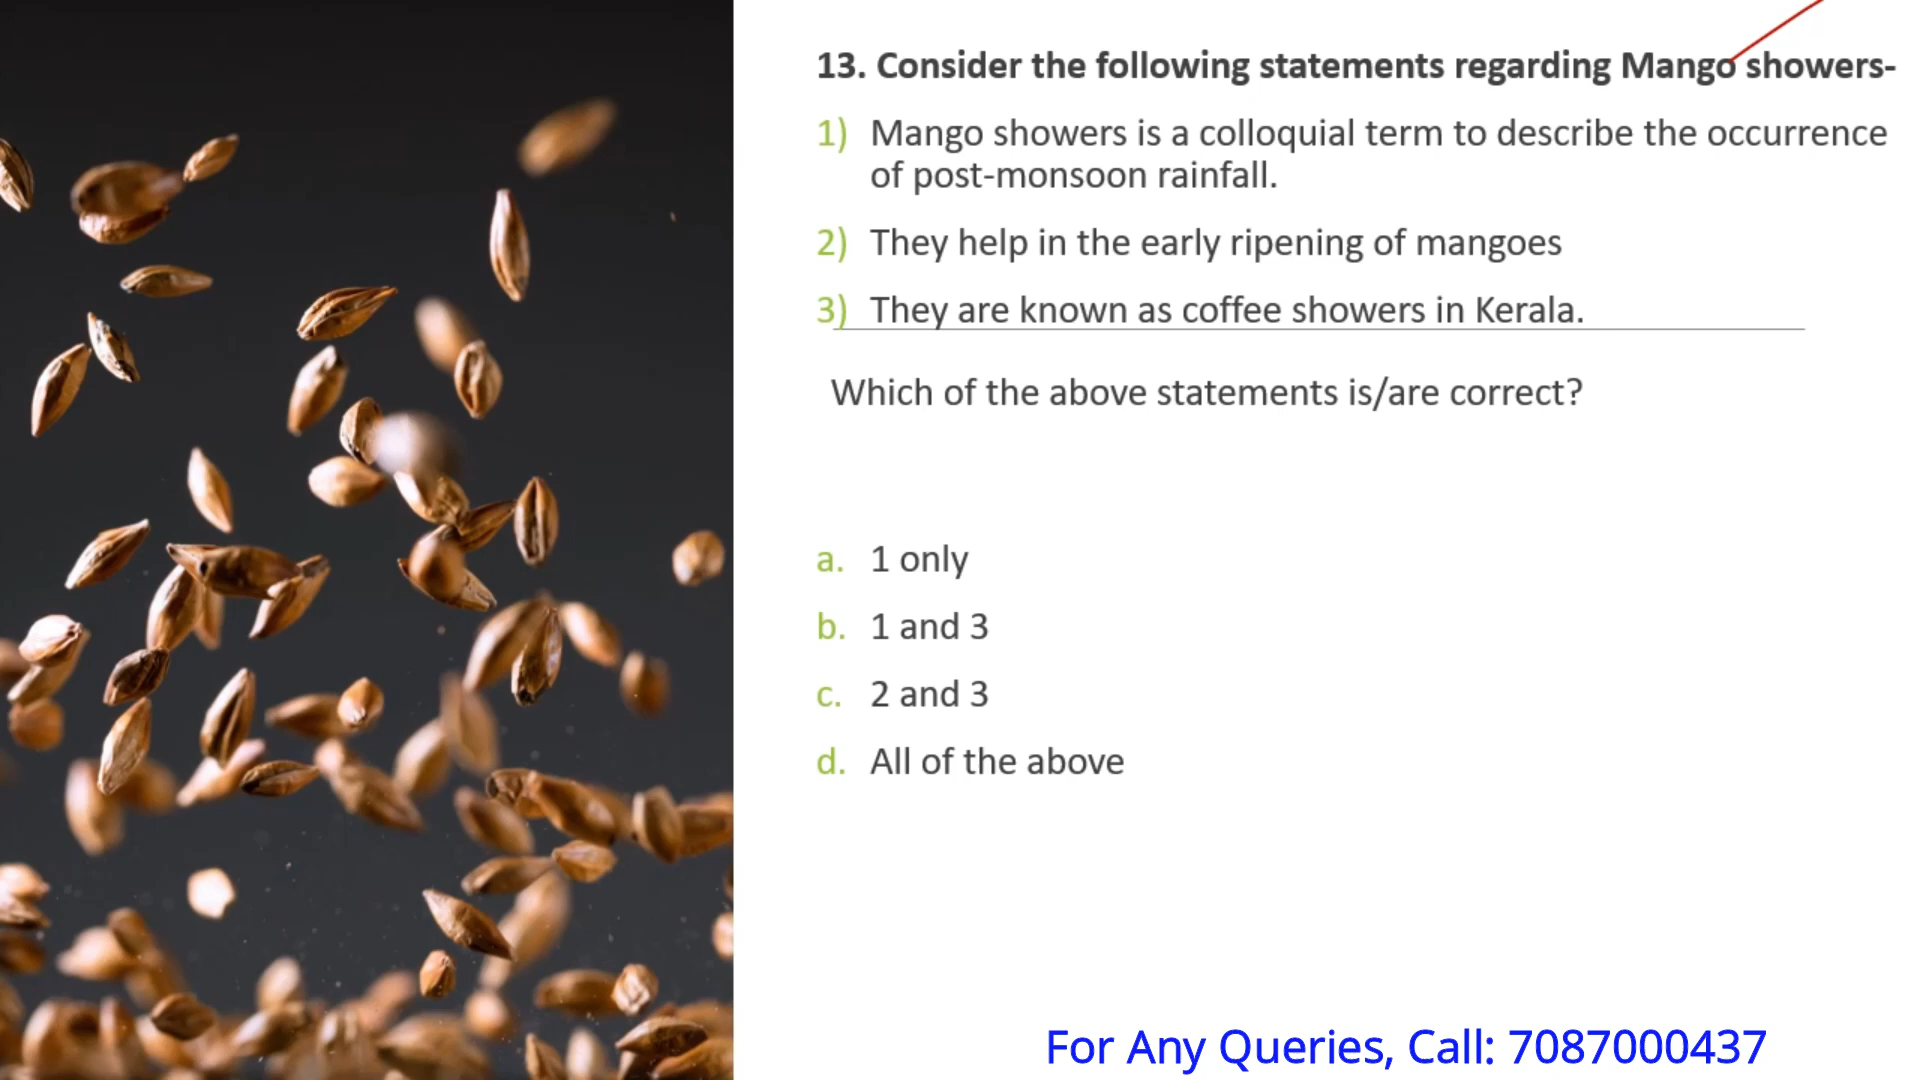 13. Consider the following statements regarding Mango showers-
1) Mango showers is a colloquial term to describe the occurrence
of post-monsoon rainfall.
2) They help in the early ripening of mangoes
3) They are known as coffee showers in Kerala.
Which of the above statements is/are correct?
a. 1 only
b. 1 and 3
c. 2 and 3
d. All of the above
For Any Queries, Call: 7087000437